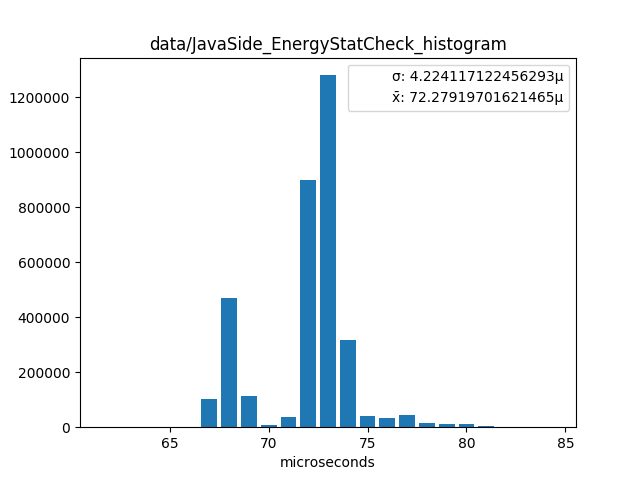 data/JavaSide_EnergyStatCheck_histogram
σ: 4.224117122456293μ
x̄: 72.27919701621465μ
1200000
1000000
800000
600000
400000
200000
0
65 70 75 80 85
microseconds